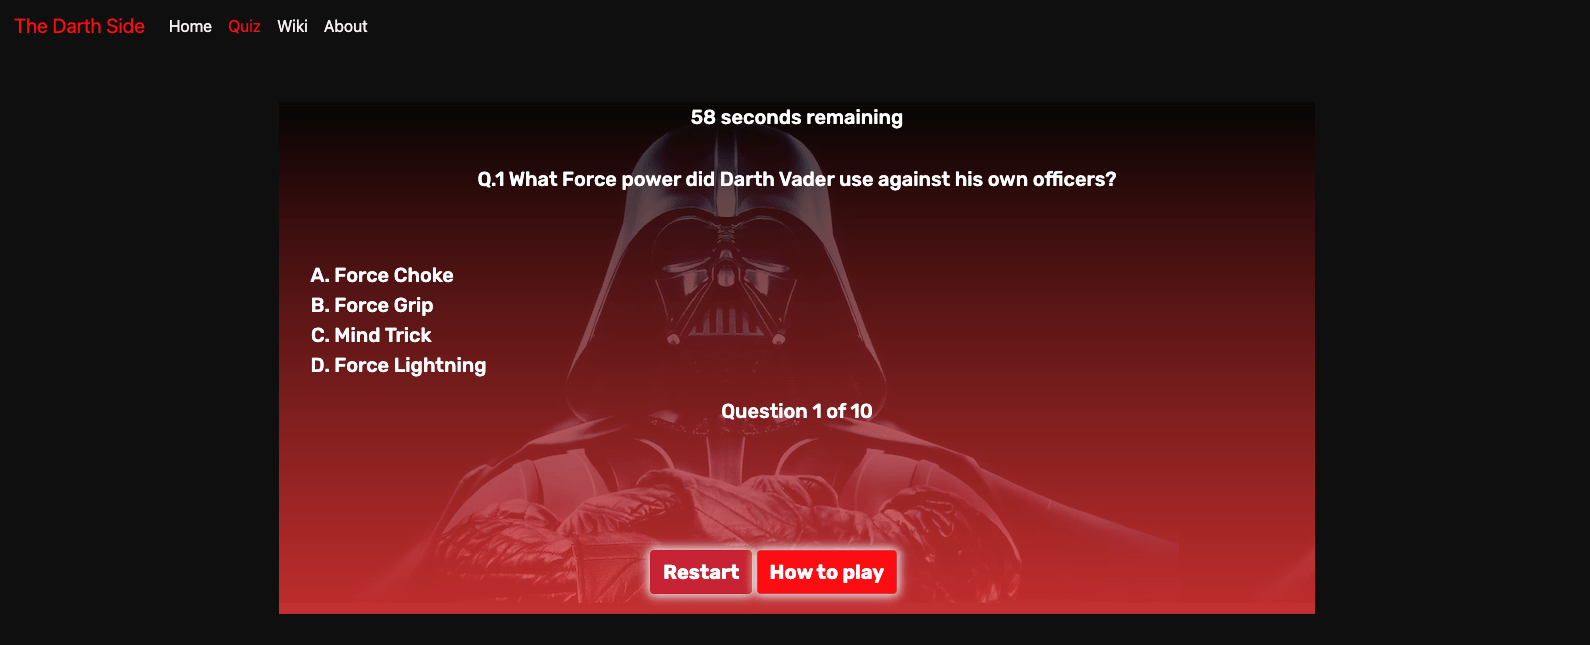 The Darth Side Home Quiz Wiki About
58 seconds remaining
Q.1 What Force power did Darth Vader use against his own officers?
A. Force Choke
B. Force Grip
C. Mind Trick
D. Force Lightning
Question 1 of 10
Restart How to play